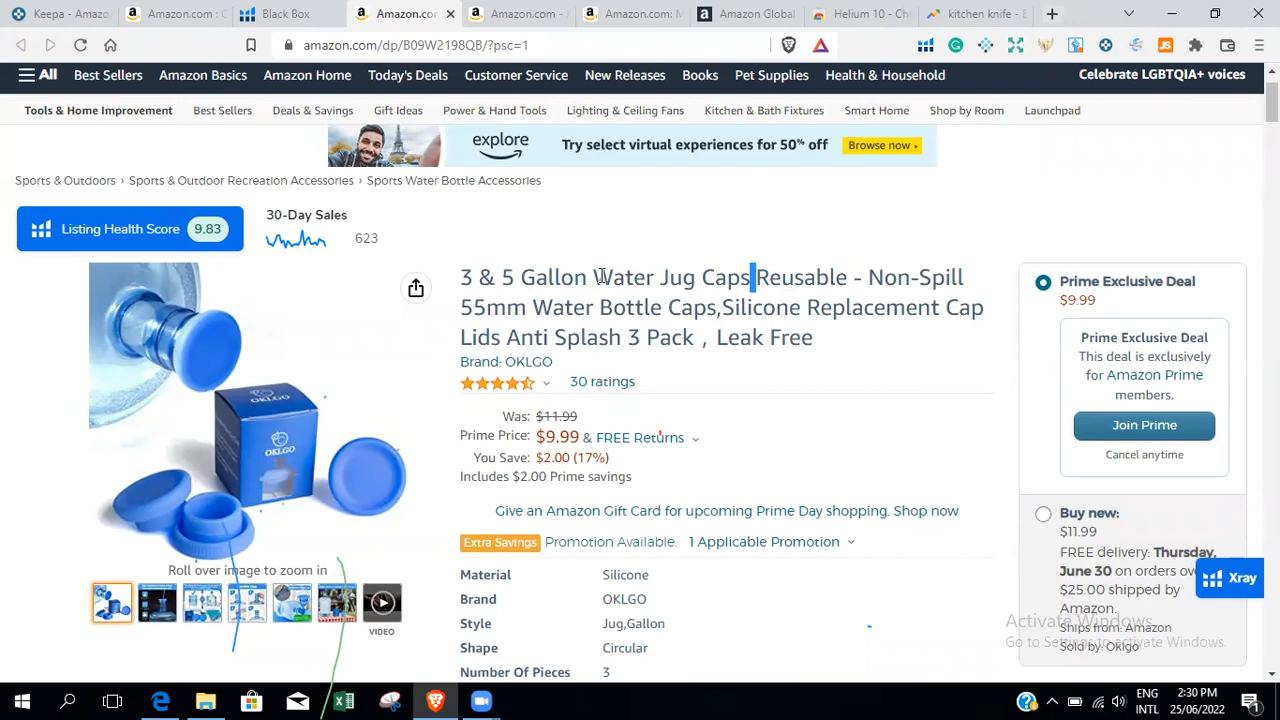 Keepa - Amaz
Amazon.com : C
Black Box
Amazon.cor
Amazon.com -
Amazon.com: M
Amazon Global
Helium 10 - Ch
kitchen knife - E
amazon.com/dp/B09W2198QB/?psc=1
All
Best Sellers
Amazon Basics
Amazon Home
Today's Deals
Customer Service
New Releases
Books
Pet Supplies
Health & Household
Celebrate LGBTQIA+ voices
Tools & Home Improvement
Best Sellers
Deals & Savings
Gift Ideas
Power & Hand Tools
Lighting & Ceiling Fans
Kitchen & Bath Fixtures
Smart Home
Shop by Room
Launchpad
explore
Try select virtual experiences for 50% off
Browse now
Sports & Outdoors › Sports & Outdoor Recreation Accessories › Sports Water Bottle Accessories
Listing Health Score 9.83
30-Day Sales
623
3 & 5 Gallon Water Jug Caps Reusable - Non-Spill
55mm Water Bottle Caps,Silicone Replacement Cap
Lids Anti Splash 3 Pack，Leak Free
Brand: OKLGO
30 ratings
Was: $11.99
Prime Price: $9.99 & FREE Returns
You Save: $2.00 (17%)
Includes $2.00 Prime savings
Give an Amazon Gift Card for upcoming Prime Day shopping. Shop now
Extra Savings Promotion Available. 1 Applicable Promotion
Material Silicone
Brand OKLGO
Style Jug,Gallon
Shape Circular
Number Of Pieces 3
OKLGO
OKLGO
Roll over image to zoom in
VIDEO
Prime Exclusive Deal
$9.99
Prime Exclusive Deal
This deal is exclusively
for Amazon Prime
members.
Join Prime
Cancel anytime
Buy new:
$11.99
FREE delivery: Thursday,
June 30 on orders ov
$25.00 shipped by
Amazon.
Ships from: Amazon
Sold by: Oklgo
Xray
Activate Windows
Go to Settings to activate Windows.
ENG
INTL
2:30 PM
25/06/2022